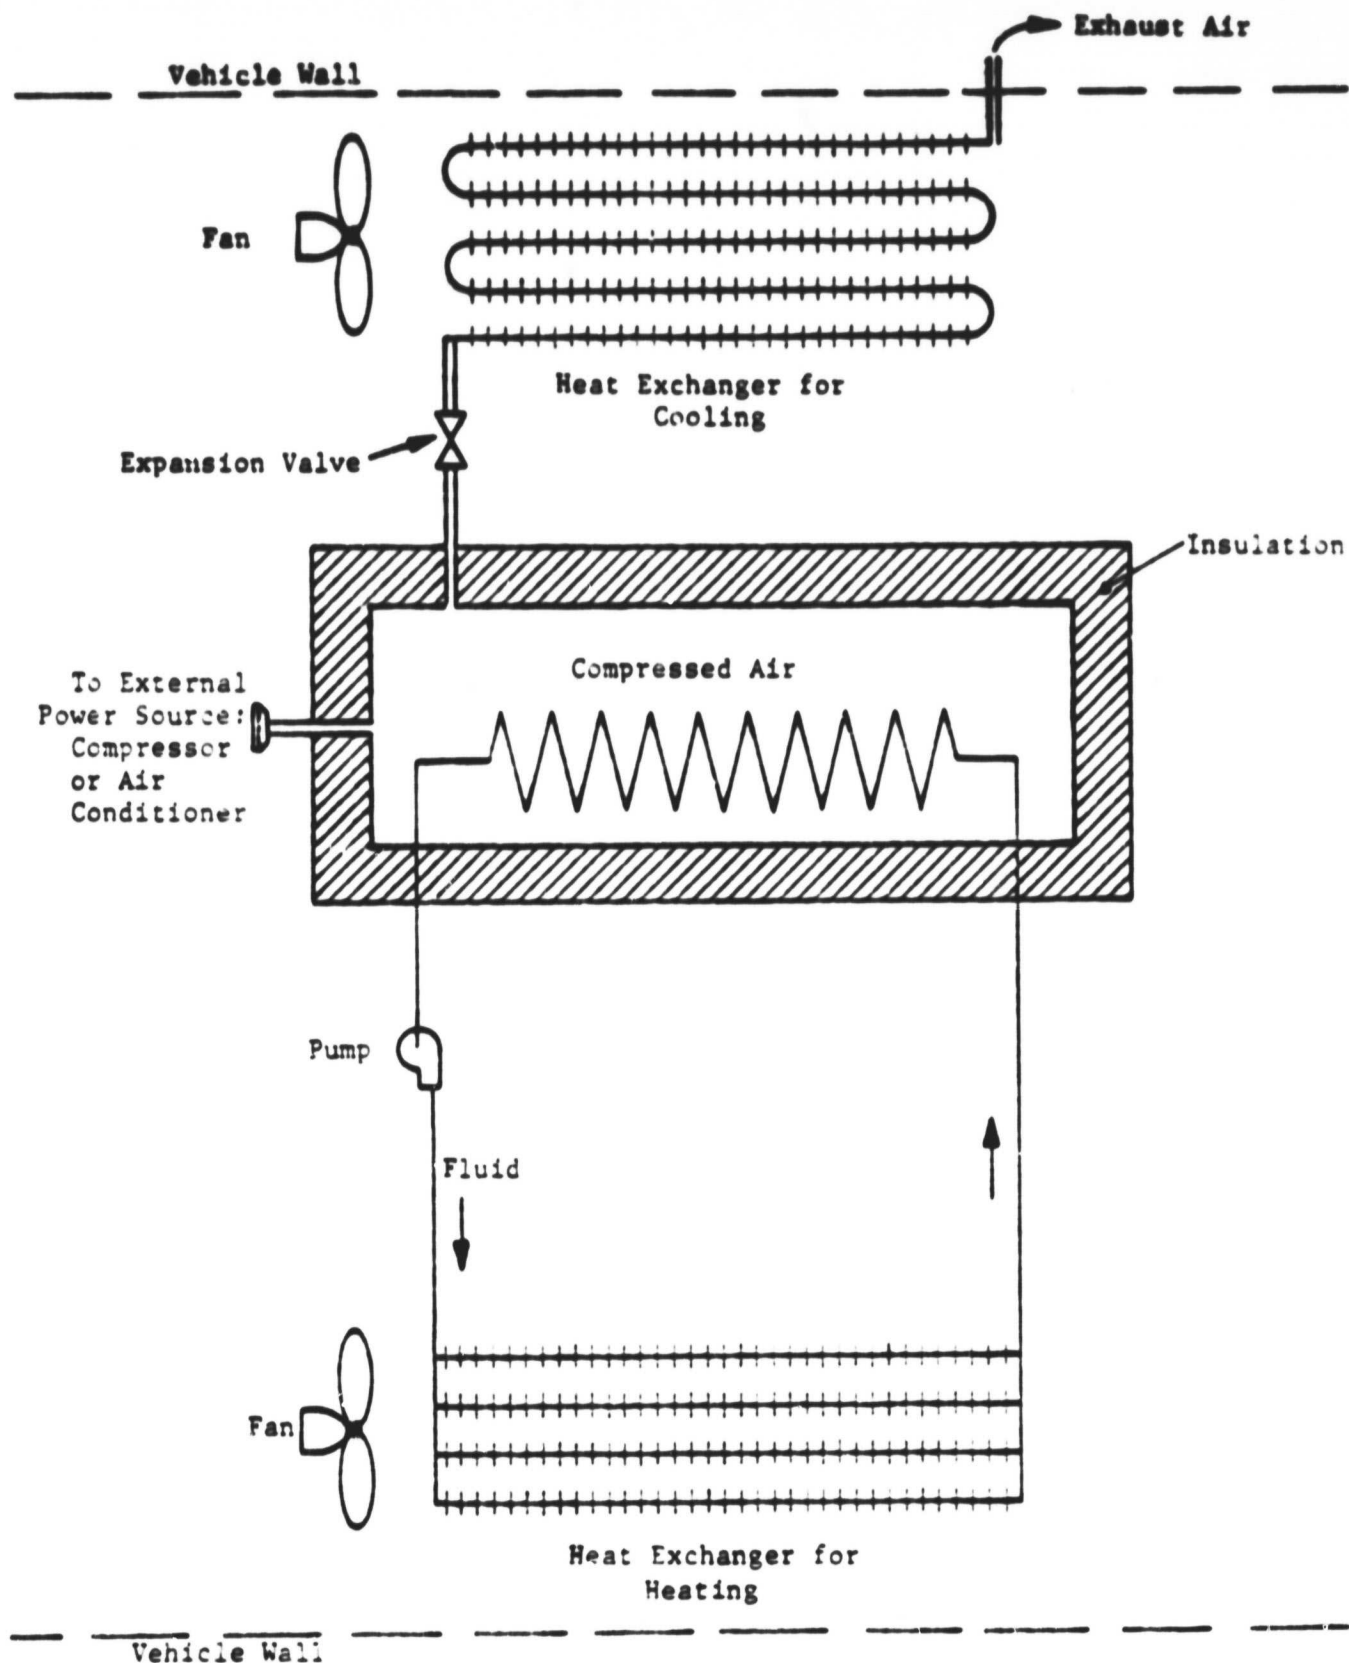 Exhaust Air
Vehicle Wall
Fan
Heat Exchanger for
Cooling
Expansion Valve
Insulation
Compressed Air
To External
Power Source:
Compressor
or Air
Conditioner
Pump
Fluid
Fan
Heat Exchanger for
Heating
Vehicle Wall